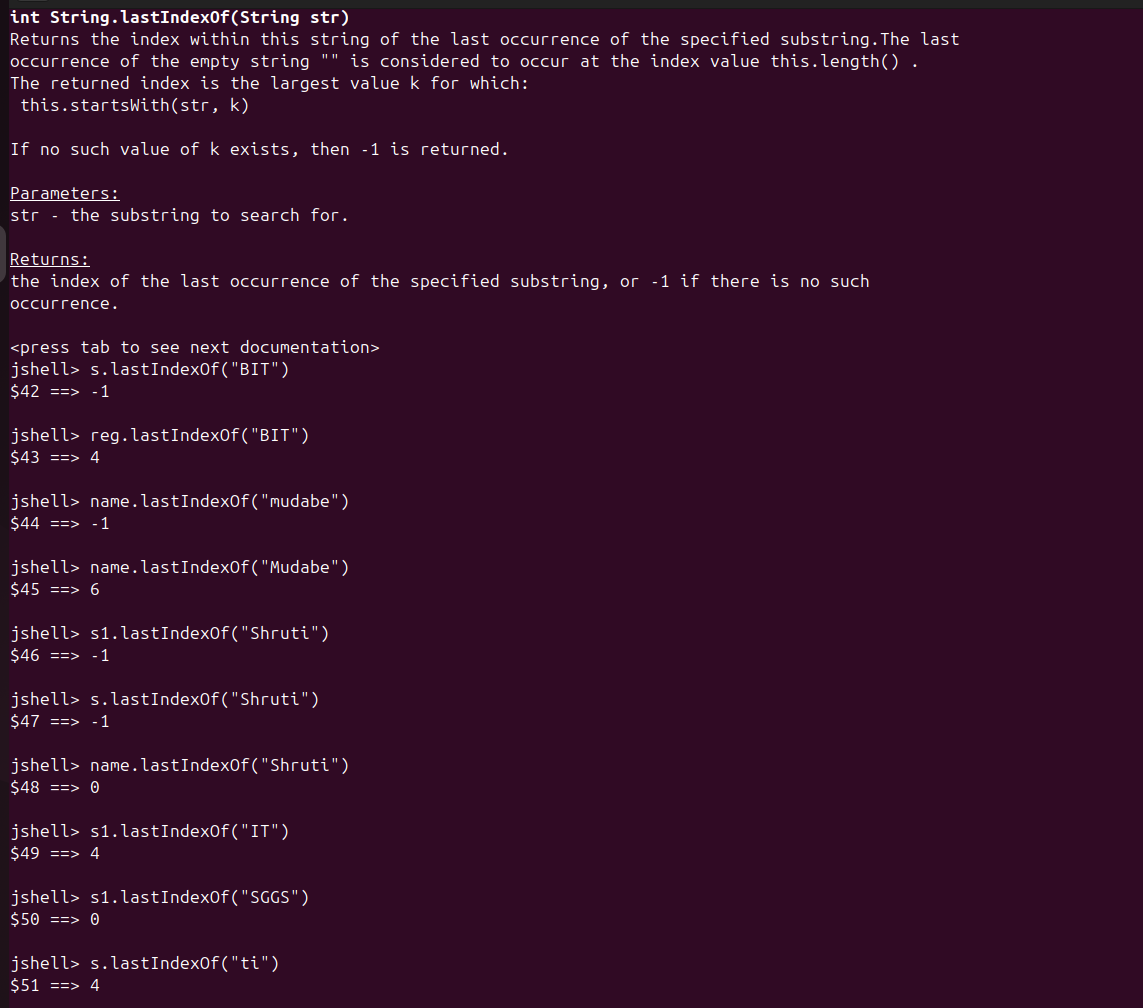 int String.lastIndexOf(String str)
Returns the index within this string of the last occurrence of the specified substring.The last
occurrence of the empty string "" is considered to occur at the index value this.length() .
The returned index is the largest value k for which:
 this.startsWith(str, k)
If no such value of k exists, then -1 is returned.
Parameters:
str - the substring to search for.
Returns:
the index of the last occurrence of the specified substring, or -1 if there is no such
occurrence.
<press tab to see next documentation>
jshell> s.lastIndexOf("BIT")
$42 ==> -1
jshell> reg.lastIndexOf("BIT")
$43 ==> 4
jshell> name.lastIndexOf("mudabe")
$44 ==> -1
jshell> name.lastIndexOf("Mudabe")
$45 ==> 6
jshell> s1.lastIndexOf("Shruti")
$46 ==> -1
jshell> s.lastIndexOf("Shruti")
$47 ==> -1
jshell> name.lastIndexOf("Shruti")
$48 ==> 0
jshell> s1.lastIndexOf("IT")
$49 ==> 4
jshell> s1.lastIndexOf("SGGS")
$50 ==> 0
jshell> s.lastIndexOf("ti")
$51 ==> 4